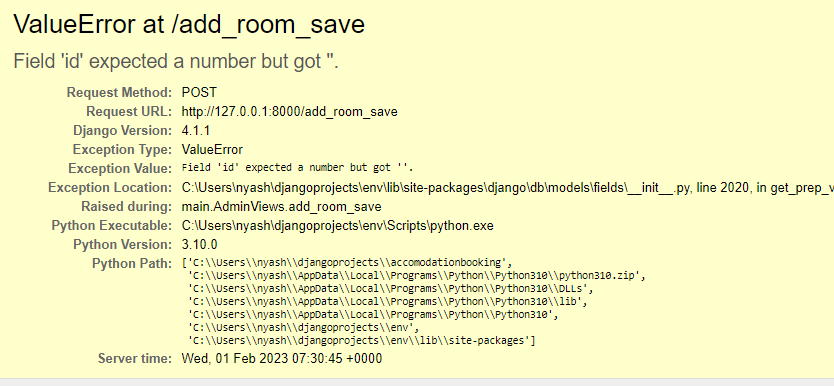 ValueError at /add_room_save
Field 'id' expected a number but got ''.
Request Method: POST
Request URL: http://127.0.0.1:8000/add_room_save
Django Version: 4.1.1
Exception Type: ValueError
Exception Value: Field 'id' expected a number but got ''.
Exception Location: C:\Users\nyash\djangoprojects\env\lib\site-packages\django\db\models\fields\__init__.py, line 2020, in get_prep_v
Raised during: main.AdminViews.add_room_save
Python Executable: C:\Users\nyash\djangoprojects\env\Scripts\python.exe
Python Version: 3.10.0
Python Path: ['C:\\Users\\nyash\\djangoprojects\\accomodationbooking',
'C:\\Users\\nyash\\AppData\\Local\\Programs\\Python\\Python310\\python310.zip',
'C:\\Users\\nyash\\AppData\\Local\\Programs\\Python\\Python310\\DLLs',
'C:\\Users\\nyash\\AppData\\Local\\Programs\\Python\\Python310\\lib',
'C:\\Users\\nyash\\AppData\\Local\\Programs\\Python\\Python310',
'C:\\Users\\nyash\\djangoprojects\\env',
'C:\\Users\\nyash\\djangoprojects\\env\\lib\\site-packages']
Server time: Wed, 01 Feb 2023 07:30:45 +0000